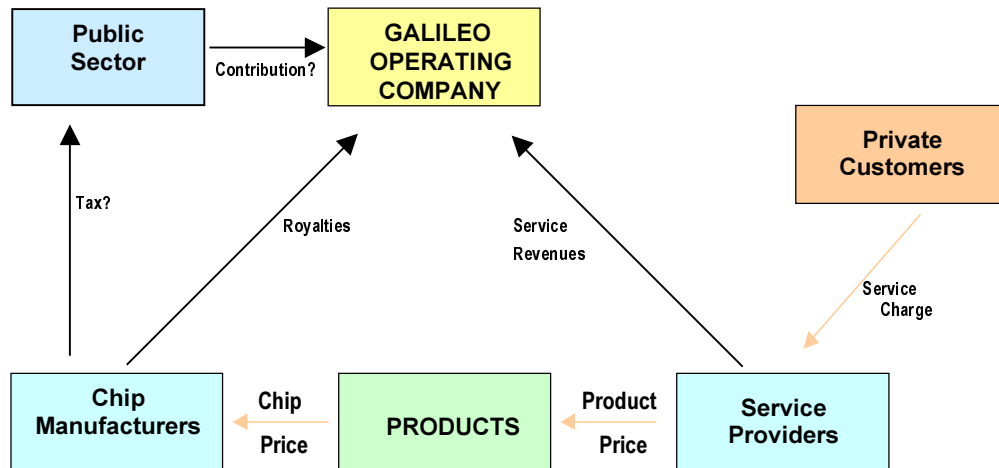 Public
Sector
Contribution?
GALILEO
OPERATING
COMPANY
Private
Customers
Tax?
Royalties
Service
Revenues
Service
Charge
Chip
Manufacturers
Chip
Price
PRODUCTS
Product
Price
Service
Providers